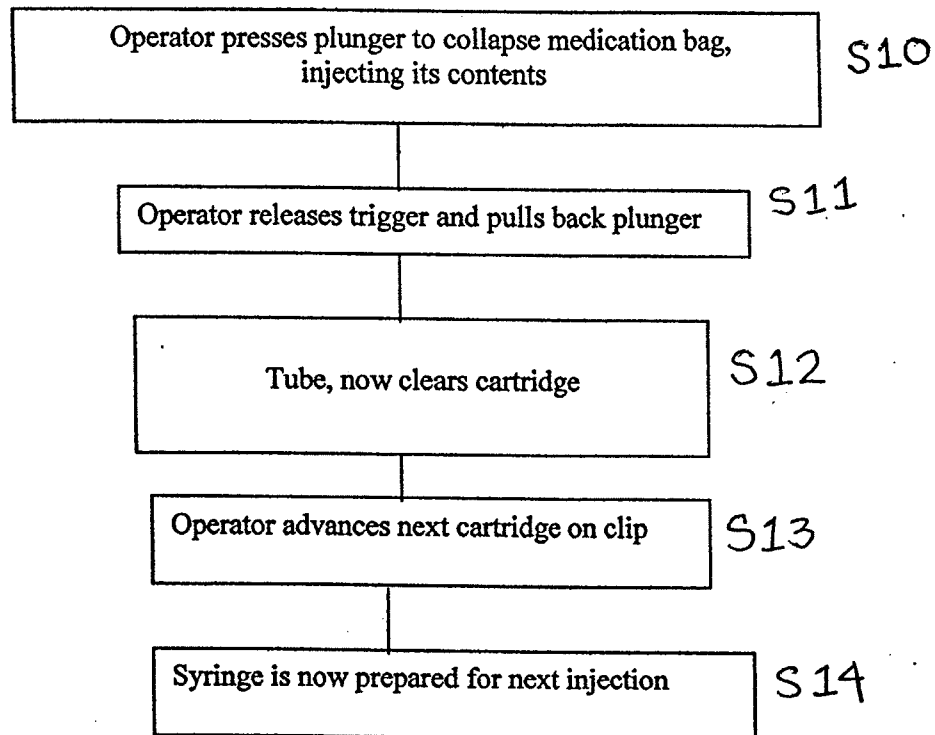 Operator presses plunger to collapse medication bag,
injecting its contents
S10
Operator releases trigger and pulls back plunger
S11
Tube, now clears cartridge
S12
Operator advances next cartridge on clip
S13
Syringe is now prepared for next injection
S14